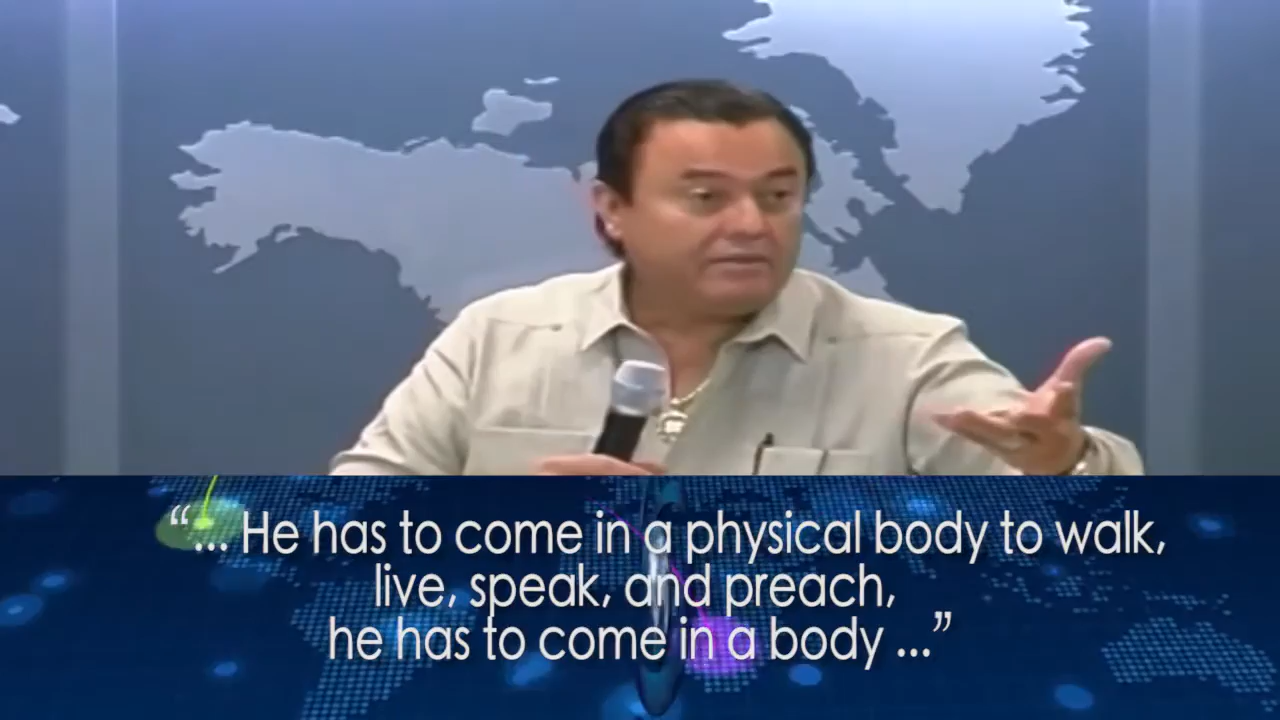 “... He has to come in a physical body to walk,
live, speak, and preach,
he has to come in a body ...”